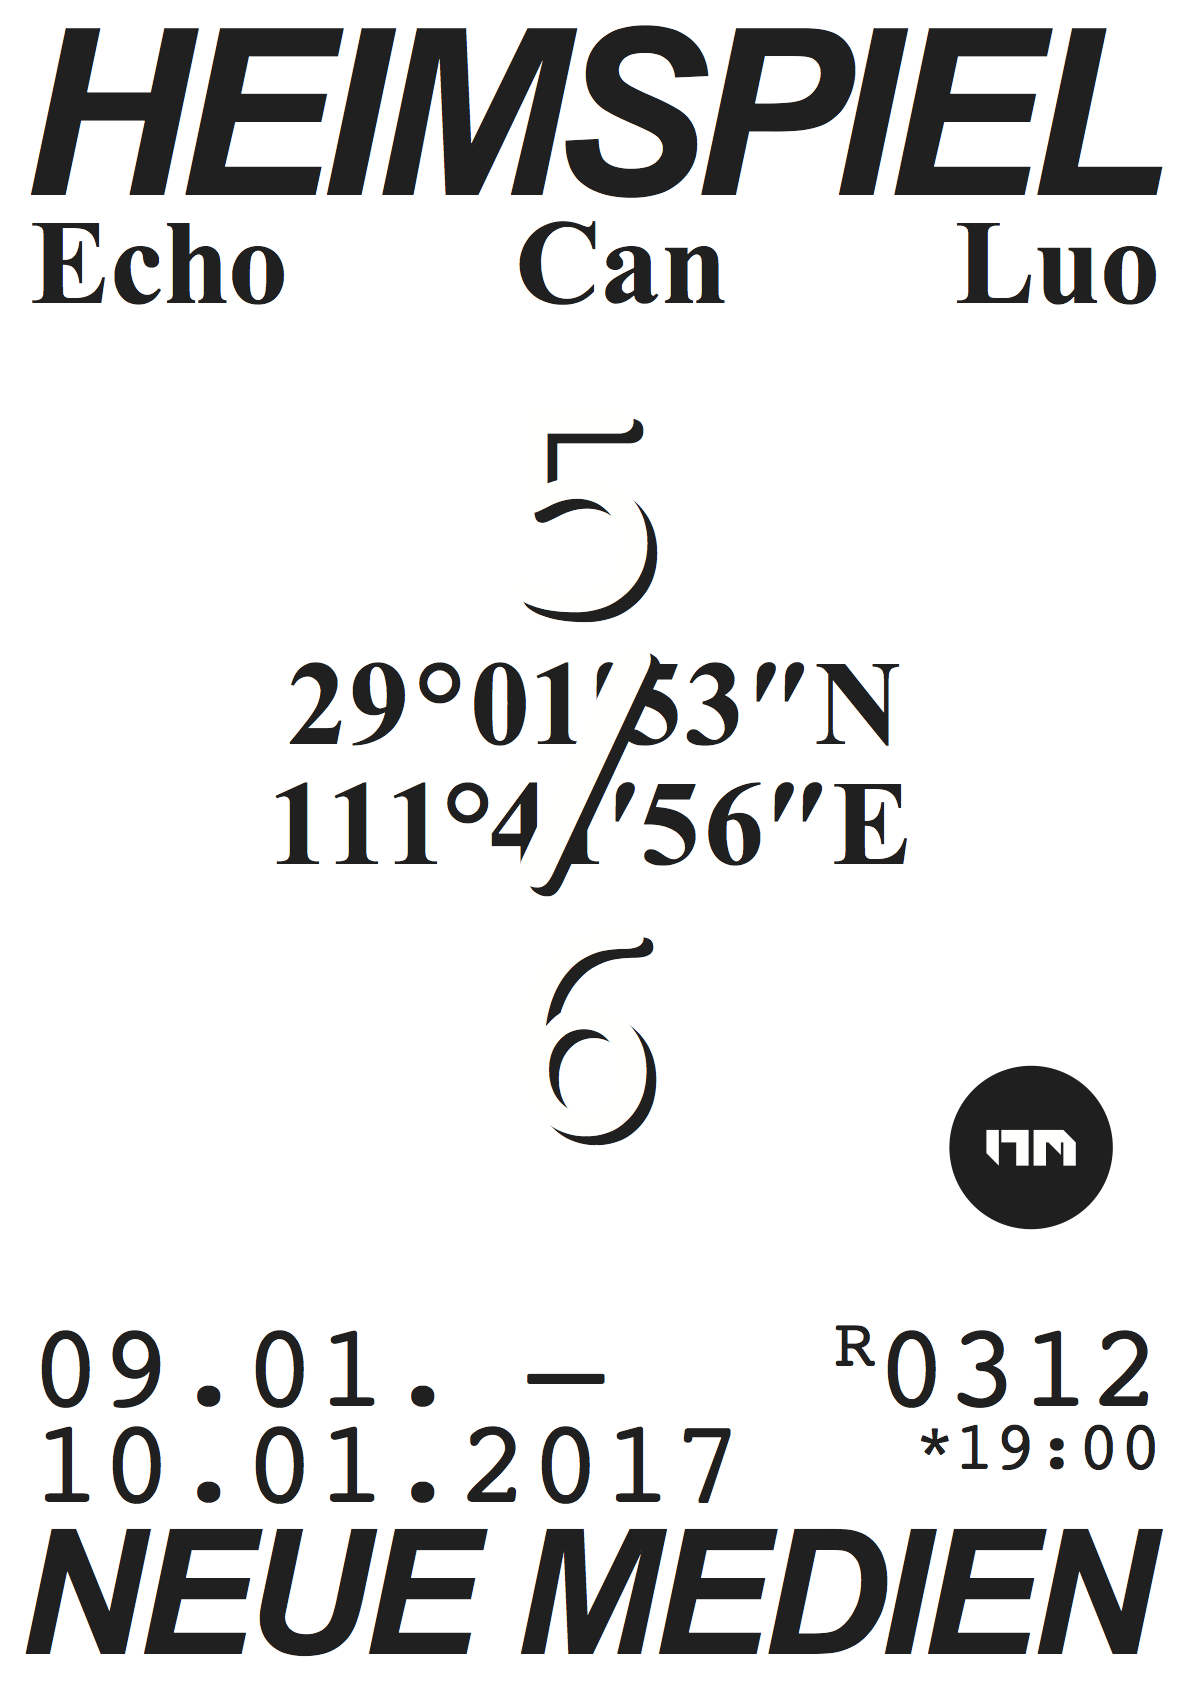 HEIMSPIEL
Echo Can Luo
5
29°01′53″N
/
111°41′56″E
6
nm
09.01. — R0312
10.01.2017 *19:00
NEUE MEDIEN